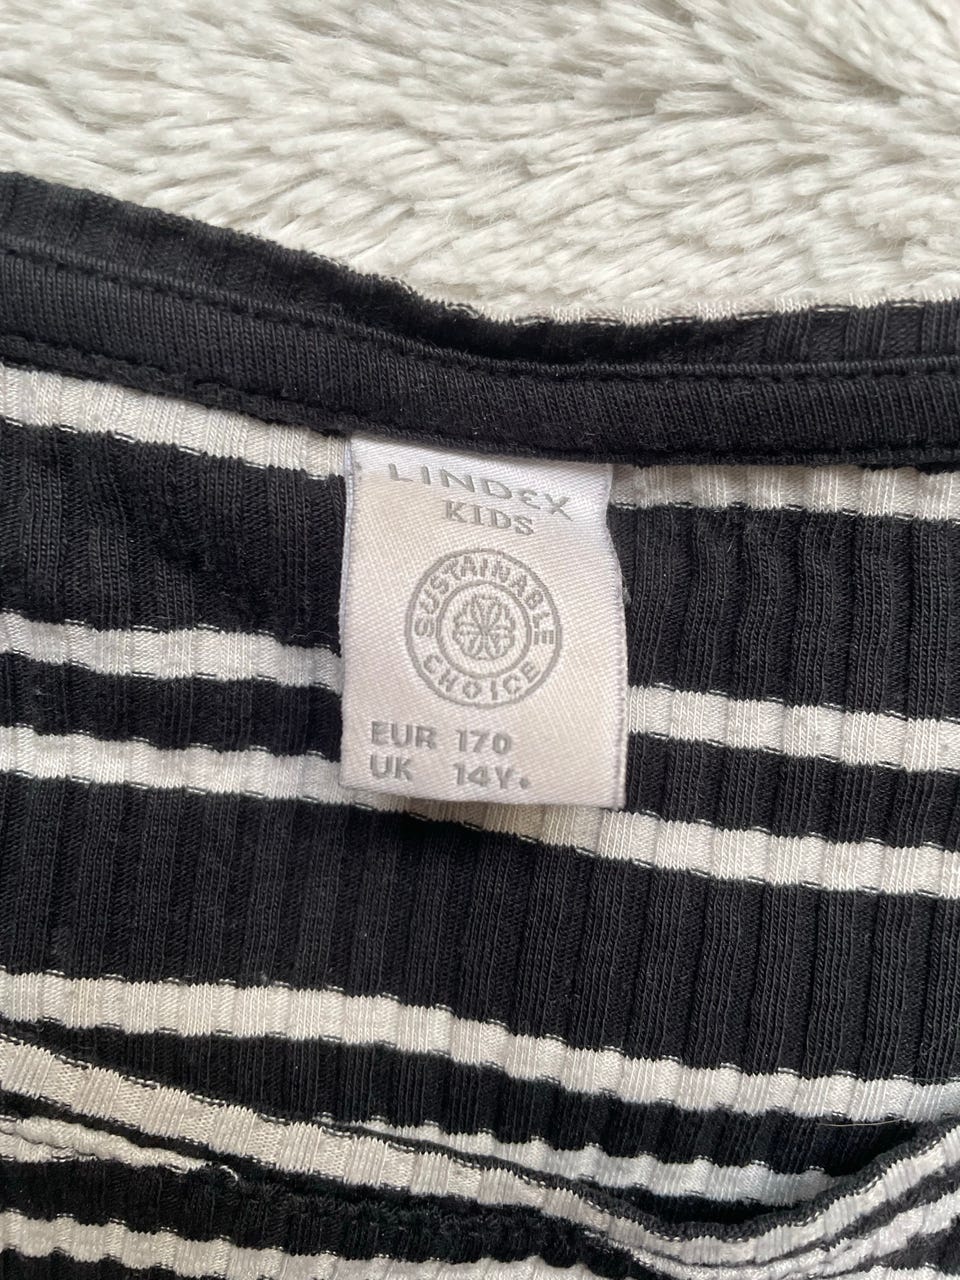 LINDEX
KIDS
SUSTAINABLE
CHOICE
EUR 170
UK 14Y+